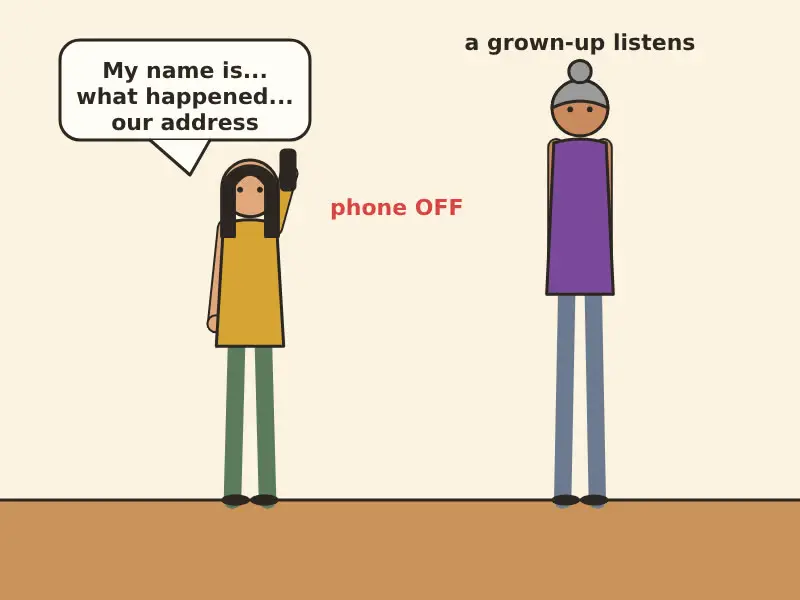 a grown-up listens
My name is...
what happened...
our address
phone OFF